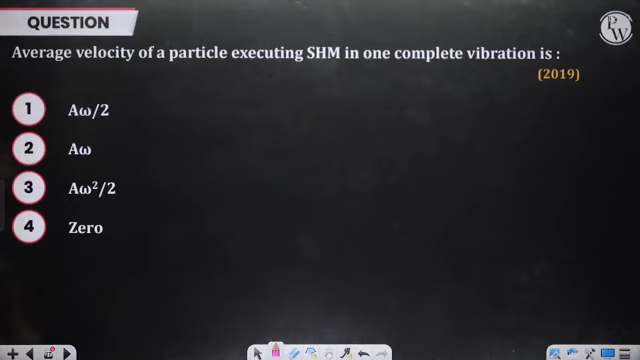 QUESTION
PW
Average velocity of a particle executing SHM in one complete vibration is :
(2019)
1 Aω/2
2 Aω
3 Aω²/2
4 Zero